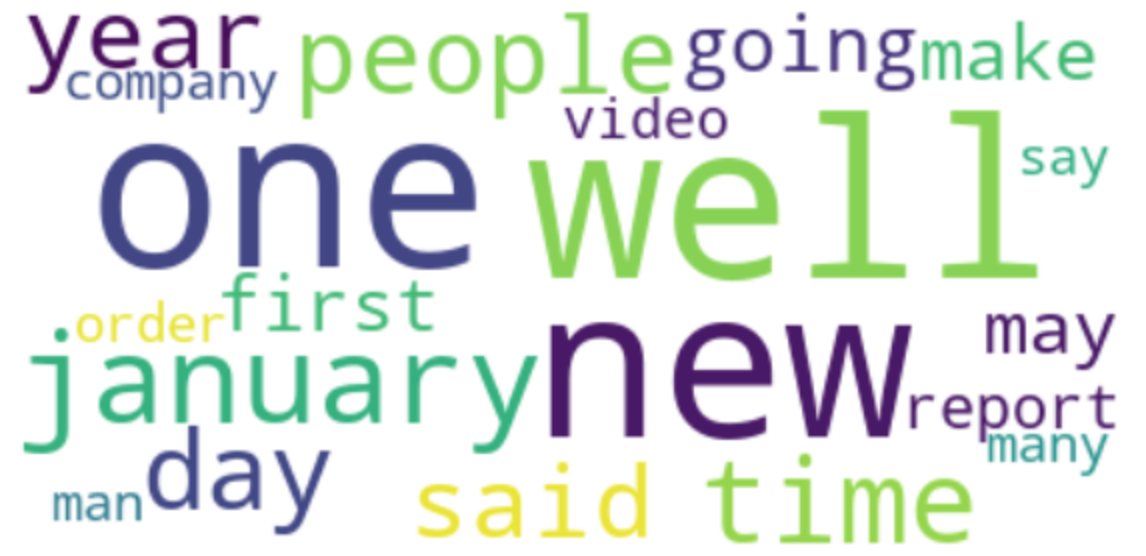 year people going make
company video
one well say
order first
january new may
report
many
day
man said time